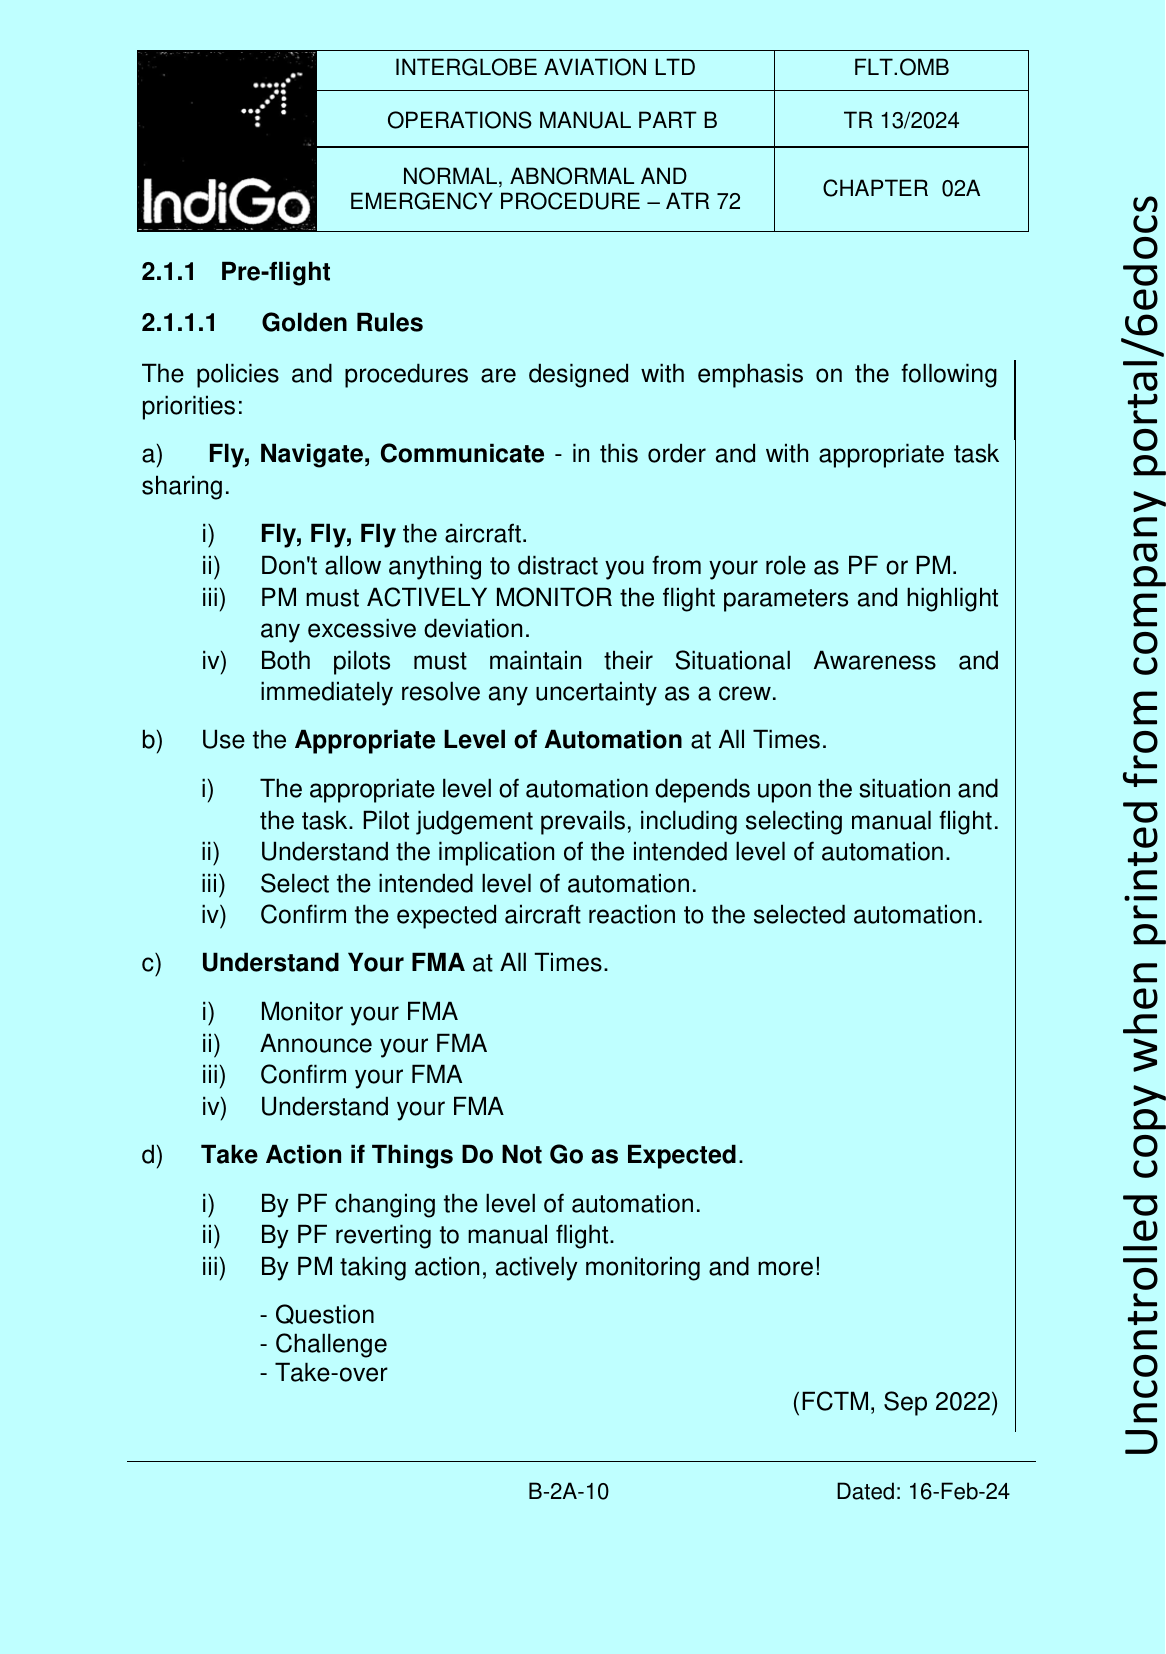 IndiGo
INTERGLOBE AVIATION LTD
FLT.OMB
OPERATIONS MANUAL PART B
TR 13/2024
NORMAL, ABNORMAL AND
EMERGENCY PROCEDURE – ATR 72
CHAPTER 02A
2.1.1 Pre-flight
2.1.1.1 Golden Rules
The policies and procedures are designed with emphasis on the following
priorities:
a) Fly, Navigate, Communicate - in this order and with appropriate task
sharing.
i) Fly, Fly, Fly the aircraft.
ii) Don't allow anything to distract you from your role as PF or PM.
iii) PM must ACTIVELY MONITOR the flight parameters and highlight
any excessive deviation.
iv) Both pilots must maintain their Situational Awareness and
immediately resolve any uncertainty as a crew.
b) Use the Appropriate Level of Automation at All Times.
i) The appropriate level of automation depends upon the situation and
the task. Pilot judgement prevails, including selecting manual flight.
ii) Understand the implication of the intended level of automation.
iii) Select the intended level of automation.
iv) Confirm the expected aircraft reaction to the selected automation.
c) Understand Your FMA at All Times.
i) Monitor your FMA
ii) Announce your FMA
iii) Confirm your FMA
iv) Understand your FMA
d) Take Action if Things Do Not Go as Expected.
i) By PF changing the level of automation.
ii) By PF reverting to manual flight.
iii) By PM taking action, actively monitoring and more!
- Question
- Challenge
- Take-over
(FCTM, Sep 2022)
B-2A-10
Dated: 16-Feb-24
Uncontrolled copy when printed from company portal/6edocs